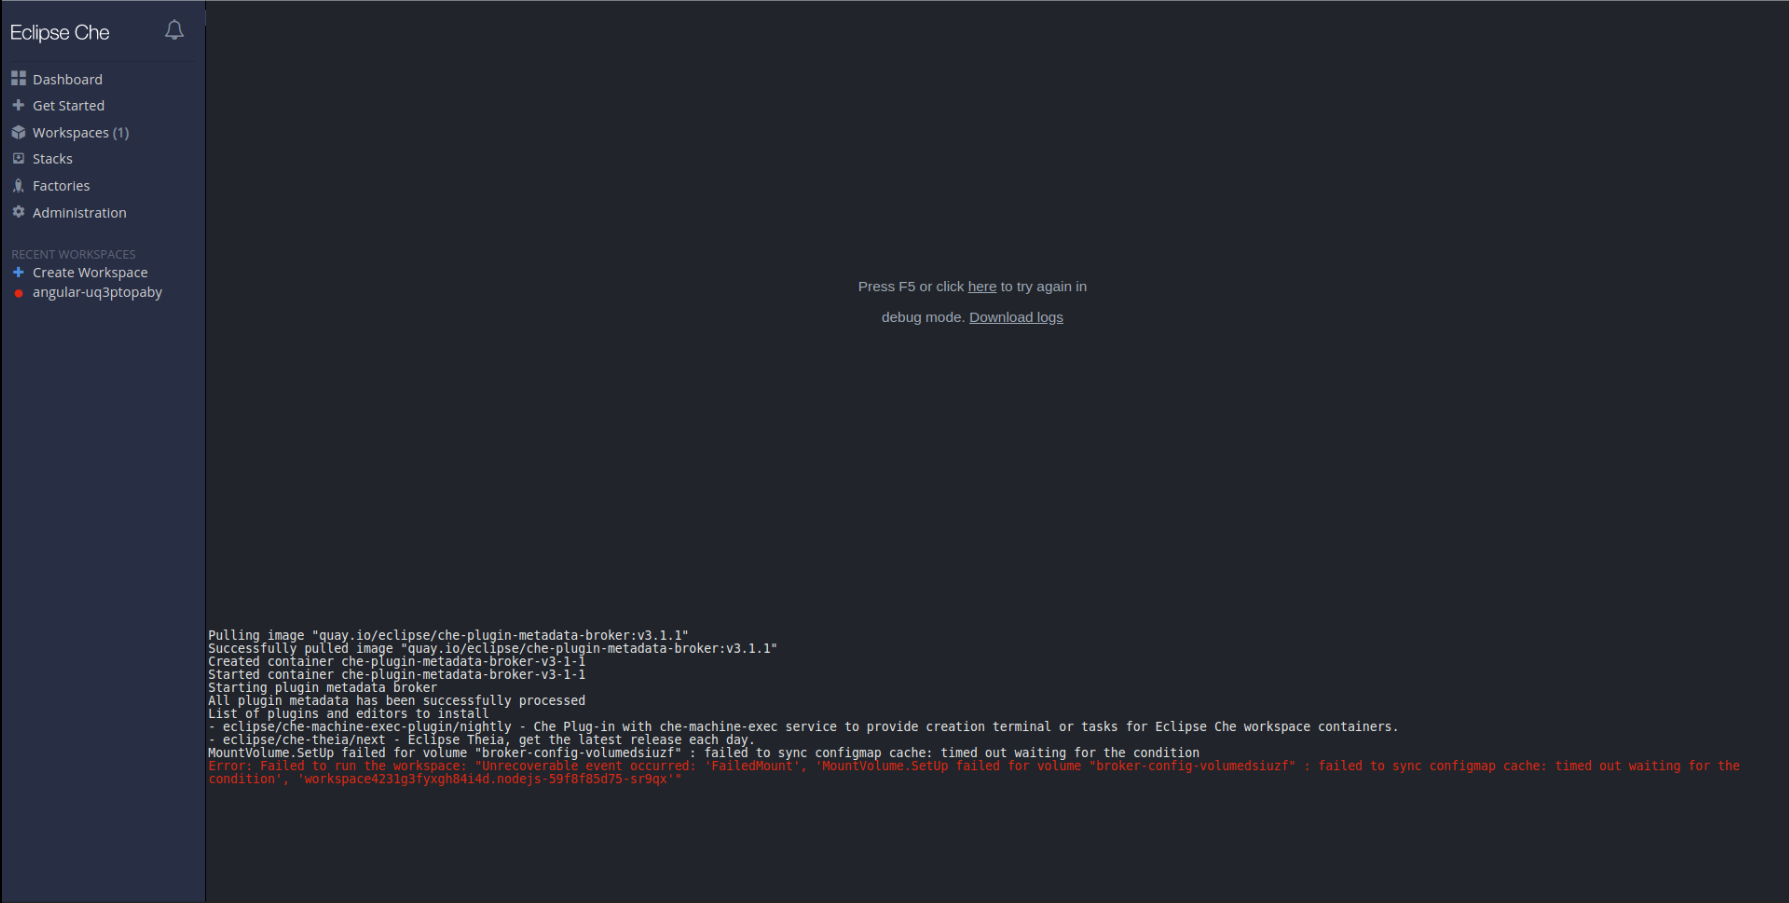 Eclipse Che
Dashboard
Get Started
Workspaces (1)
Stacks
Factories
Administration
RECENT WORKSPACES
Create Workspace
angular-uq3ptopaby
Press F5 or click here to try again in
debug mode. Download logs
Pulling image "quay.io/eclipse/che-plugin-metadata-broker:v3.1.1"
Successfully pulled image "quay.io/eclipse/che-plugin-metadata-broker:v3.1.1"
Created container che-plugin-metadata-broker-v3-1-1
Started container che-plugin-metadata-broker-v3-1-1
Starting plugin metadata broker
All plugin metadata has been successfully processed
List of plugins and editors to install
- eclipse/che-machine-exec-plugin/nightly - Che Plug-in with che-machine-exec service to provide creation terminal or tasks for Eclipse Che workspace containers.
- eclipse/che-theia/next - Eclipse Theia, get the latest release each day.
MountVolume.SetUp failed for volume "broker-config-volumedsiuzf" : failed to sync configmap cache: timed out waiting for the condition
Error: Failed to run the workspace: "Unrecoverable event occurred: 'FailedMount', 'MountVolume.SetUp failed for volume "broker-config-volumedsiuzf" : failed to sync configmap cache: timed out waiting for the
condition', 'workspace4231g3fyxgh84i4d.nodejs-59f8f85d75-sr9qx'"